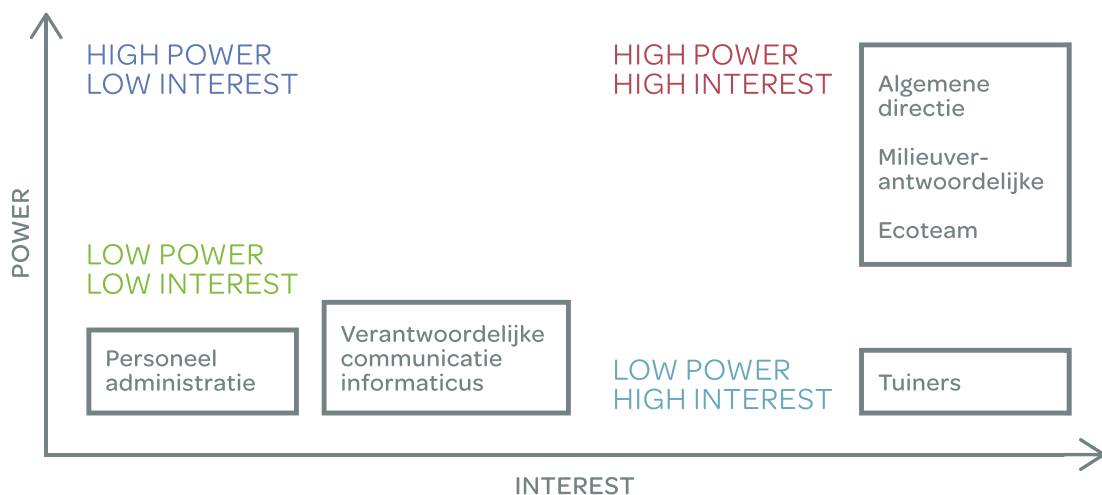 HIGH POWER
LOW INTEREST
HIGH POWER
HIGH INTEREST
Algemene
directie
Milieuver-
antwoordelijke
Ecoteam
POWER
LOW POWER
LOW INTEREST
Personeel
administratie
Verantwoordelijke
communicatie
informaticus
LOW POWER
HIGH INTEREST
Tuiners
INTEREST